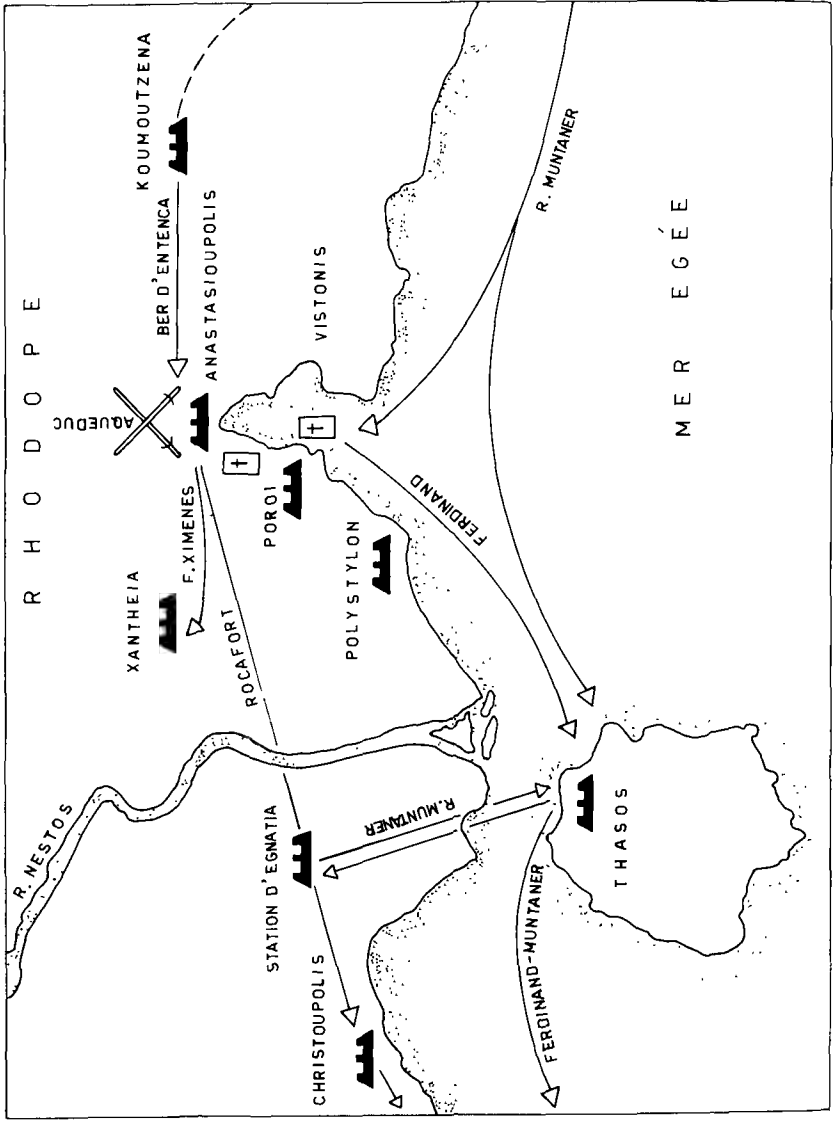 RHODOPE
KOUMOUTZENA
BER D'ENTENCA
AQUEDUC
ANASTASIOUPOLIS
XANTHEIA
F. XIMENES
VISTONIS
POROI
ROCAFORT
POLYSTYLON
R. NESTOS
FERDINAND
R. MUNTANER
STATION D'EGNATIA
R. MUNTANER
CHRISTOUPOLIS
THASOS
FERDINAND-MUNTANER
MER EGÉE